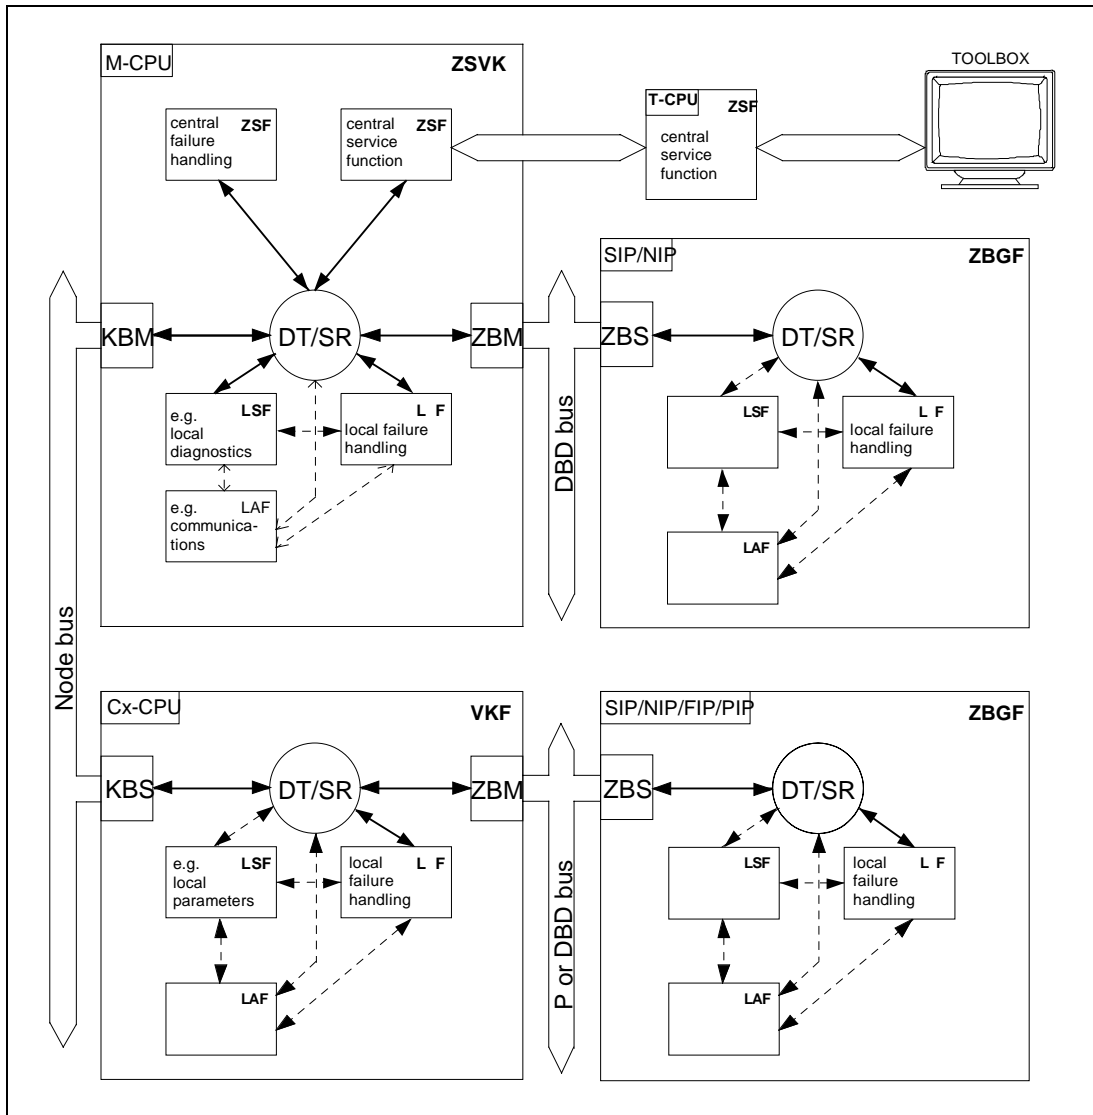 M-CPU
ZSVK
central
failure
handling
ZSF
central
service
function
ZSF
T-CPU
ZSF
central
service
function
TOOLBOX
KBM
DT/SR
ZBM
e.g.
local
diagnostics
LSF
L F
local failure
handling
e.g.
communica-
tions
LAF
Node bus
DBD bus
SIP/NIP
ZBGF
ZBS
DT/SR
LSF
L F
local failure
handling
LAF
Cx-CPU
VKF
KBS
DT/SR
ZBM
e.g.
local
parameters
LSF
L F
local
failure
handling
LAF
P or DBD bus
SIP/NIP/FIP/PIP
ZBGF
ZBS
DT/SR
LSF
L F
local
failure
handling
LAF